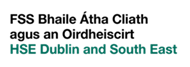 FSS Bhaile Átha Cliath
agus an Oirdheiscirt
HSE Dublin and South East